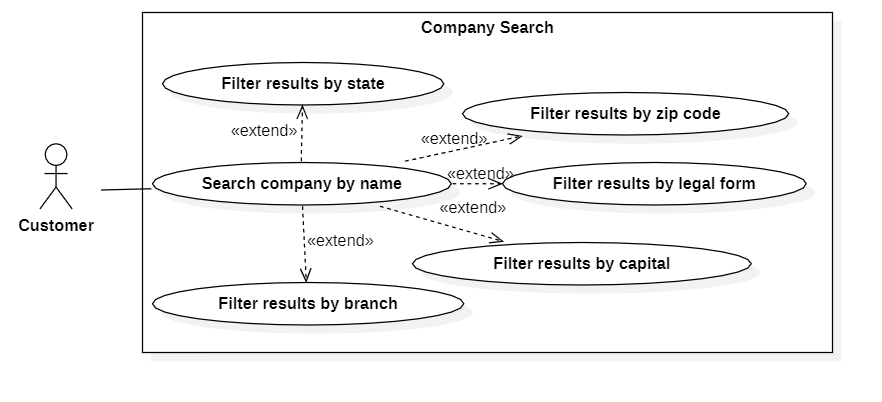 Company Search
Filter results by state
Filter results by zip code
«extend»
«extend»
«extend»
Search company by name
Filter results by legal form
«extend»
Customer
«extend»
Filter results by capital
Filter results by branch